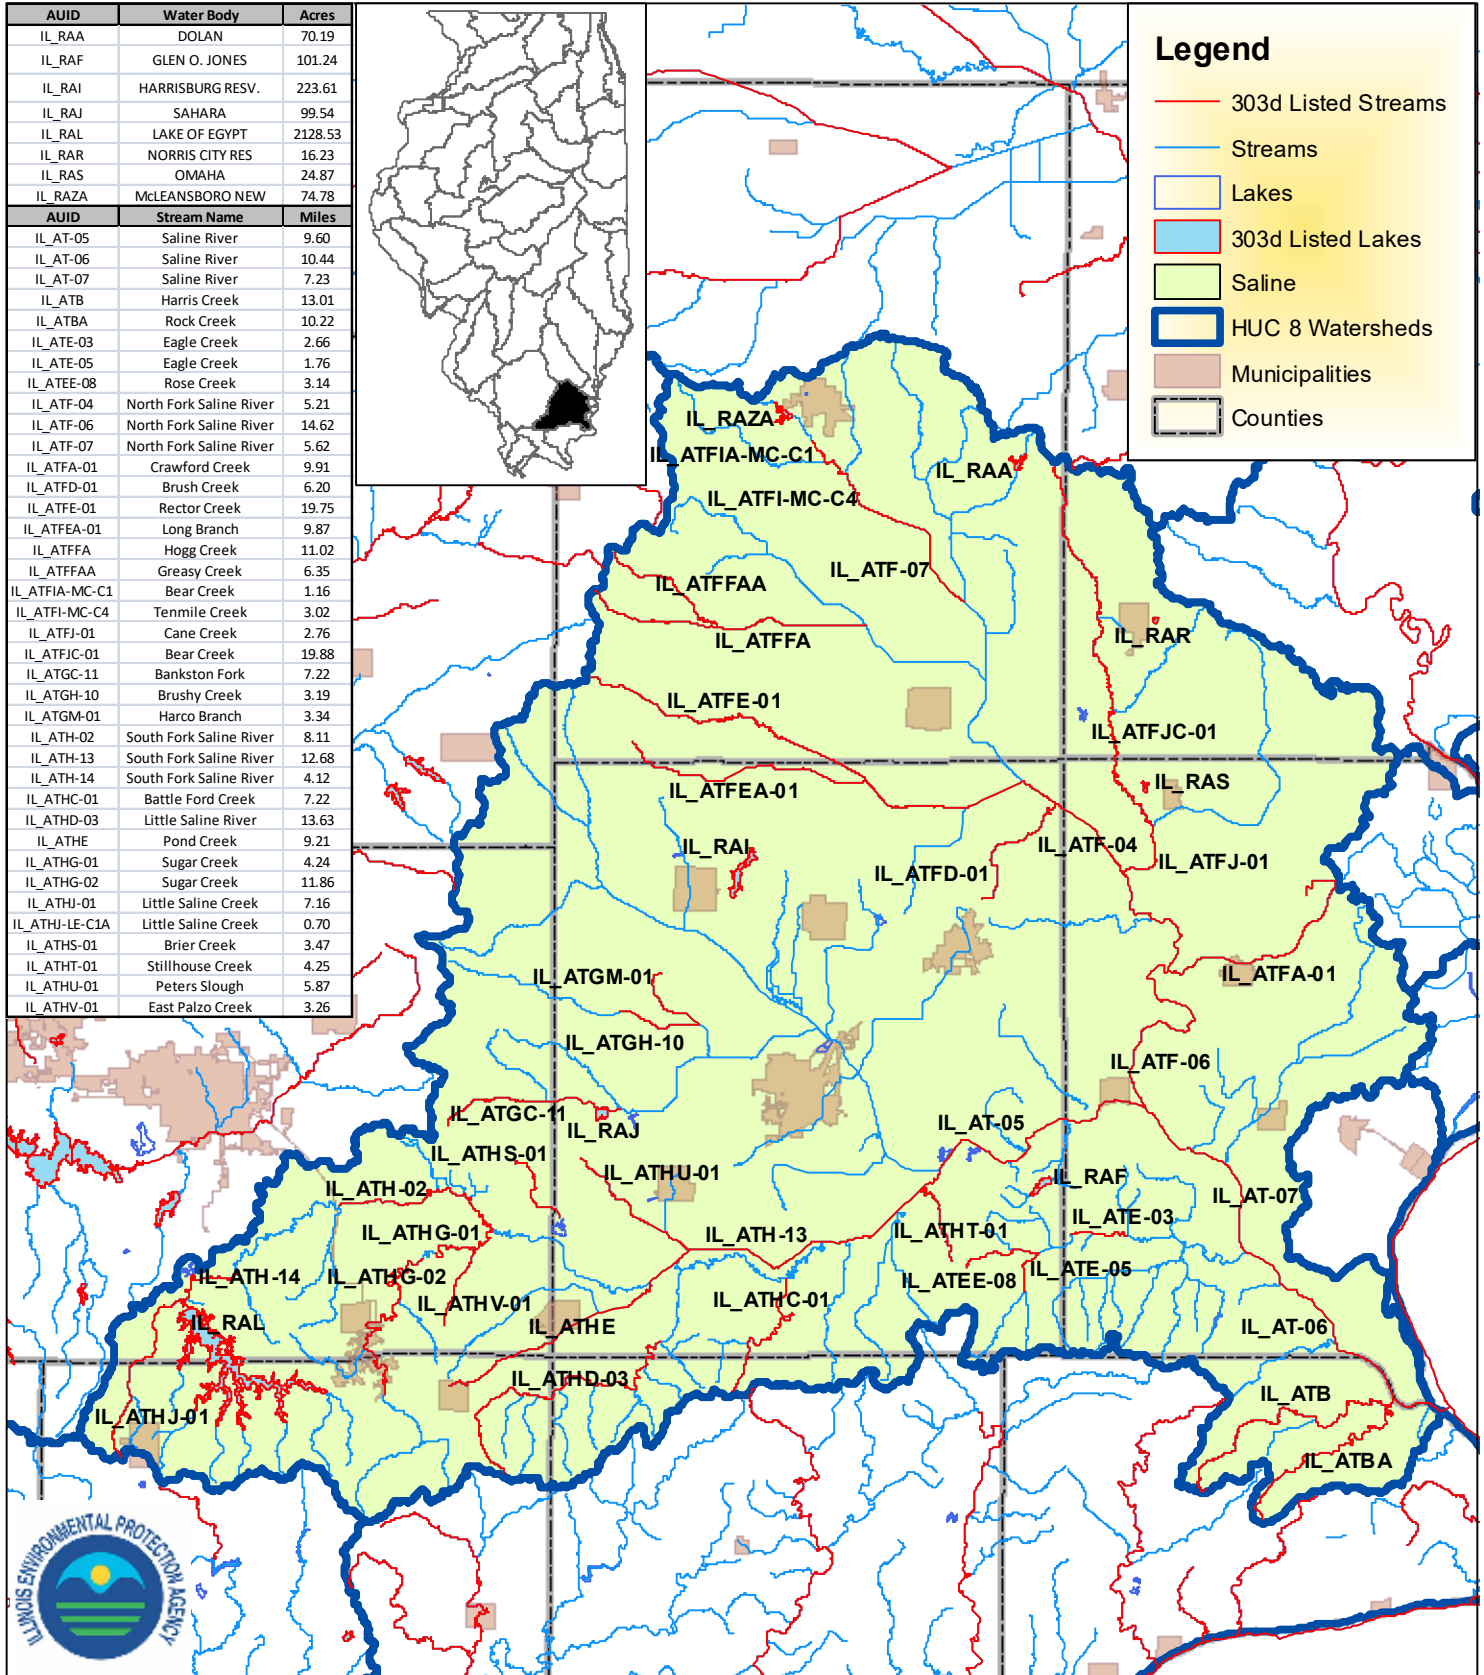 AUID Water Body Acres
IL_RAA DOLAN 70.19
IL_RAF GLEN O. JONES 101.24
IL_RAI HARRISBURG RESV. 223.61
IL_RAJ SAHARA 99.54
IL_RAL LAKE OF EGYPT 2128.53
IL_RAR NORRIS CITY RES 16.23
IL_RAS OMAHA 24.87
IL_RAZA McLEANSBORO NEW 74.78
AUID Stream Name Miles
IL_AT-05 Saline River 9.60
IL_AT-06 Saline River 10.44
IL_AT-07 Saline River 7.23
IL_ATB Harris Creek 13.01
IL_ATBA Rock Creek 10.22
IL_ATE-03 Eagle Creek 2.66
IL_ATE-05 Eagle Creek 1.76
IL_ATEE-08 Rose Creek 3.14
IL_ATF-04 North Fork Saline River 5.21
IL_ATF-06 North Fork Saline River 14.62
IL_ATF-07 North Fork Saline River 5.62
IL_ATFA-01 Crawford Creek 9.91
IL_ATFD-01 Brush Creek 6.20
IL_ATFE-01 Rector Creek 19.75
IL_ATFEA-01 Long Branch 9.87
IL_ATFFA Hogg Creek 11.02
IL_ATFFAA Greasy Creek 6.35
IL_ATFIA-MC-C1 Bear Creek 1.16
IL_ATFI-MC-C4 Tenmile Creek 3.02
IL_ATFJ-01 Cane Creek 2.76
IL_ATFJC-01 Bear Creek 19.88
IL_ATGC-11 Bankston Fork 7.22
IL_ATGH-10 Brushy Creek 3.19
IL_ATGM-01 Harco Branch 3.34
IL_ATH-02 South Fork Saline River 8.11
IL_ATH-13 South Fork Saline River 12.68
IL_ATH-14 South Fork Saline River 4.12
IL_ATHC-01 Battle Ford Creek 7.22
IL_ATHD-03 Little Saline River 13.63
IL_ATHE Pond Creek 9.21
IL_ATHG-01 Sugar Creek 4.24
IL_ATHG-02 Sugar Creek 11.86
IL_ATHJ-01 Little Saline Creek 7.16
IL_ATHJ-LE-C1A Little Saline Creek 0.70
IL_ATHS-01 Brier Creek 3.47
IL_ATHT-01 Stillhouse Creek 4.25
IL_ATHU-01 Peters Slough 5.87
IL_ATHV-01 East Palzo Creek 3.26
Legend
303d Listed Streams
Streams
Lakes
303d Listed Lakes
Saline
HUC 8 Watersheds
Municipalities
Counties
IL_RAZA
IL_ATFIA-MC-C1
IL_RAA
IL_ATFI-MC-C4
IL_ATF-07
IL_ATFFAA
IL_ATFFA
IL_RAR
IL_ATFE-01
IL_ATFJC-01
IL_RAS
IL_ATFEA-01
IL_RAI
IL_ATF-04
IL_ATFJ-01
IL_ATFD-01
IL_ATFA-01
IL_ATGM-01
IL_ATGH-10
IL_ATF-06
IL_ATGC-11
IL_RAJ
IL_AT-05
IL_ATHS-01
IL_ATHU-01
IL_RAF
IL_ATH-02
IL_AT-07
IL_ATE-03
IL_ATHG-01
IL_ATH-13
IL_ATHT-01
IL_ATH-14
IL_ATHG-02
IL_ATEE-08
IL_ATE-05
IL_ATHV-01
IL_ATHC-01
IL_RAL
IL_ATHE
IL_AT-06
IL_ATHD-03
IL_ATB
IL_ATHJ-01
IL_ATBA
ILLINOIS ENVIRONMENTAL PROTECTION AGENCY